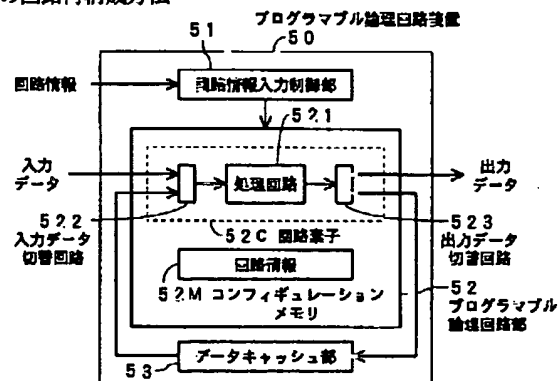 の回路再構成方法
プログラマブル論理回路装置
50
51
回路情報
回路情報入力制御部
521
入力
データ
処理回路
出力
データ
522
入力データ
切替回路
523
出力データ
切替回路
52C 回路素子
回路情報
52M コンフィギュレーション
メモリ
52
プログラマブル
論理回路部
データキャッシュ部
53